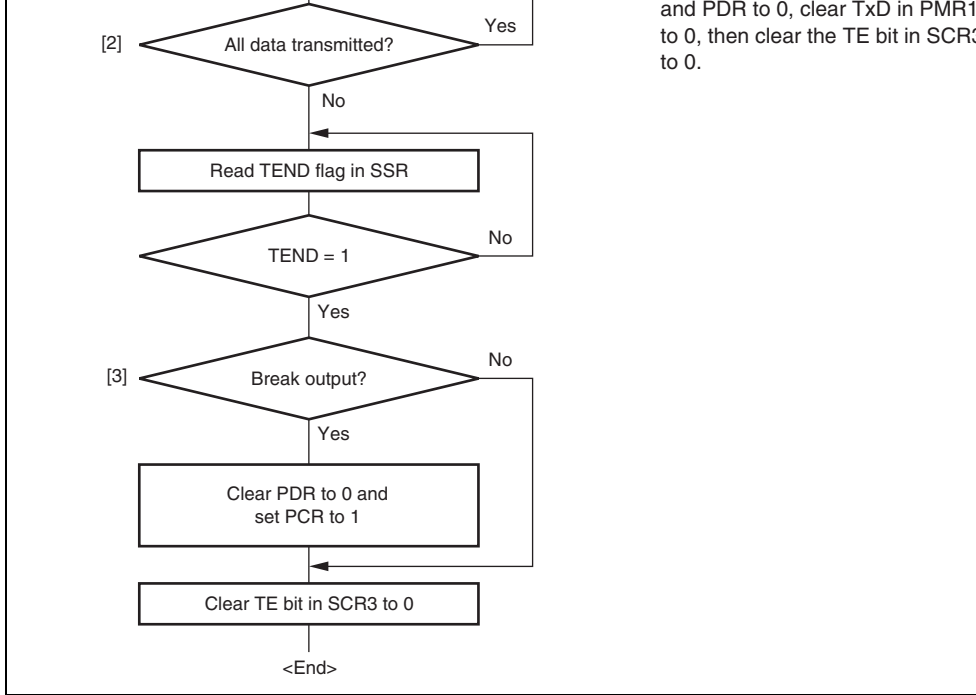 and PDR to 0, clear TxD in PMR1
to 0, then clear the TE bit in SCR3
to 0.
[2]
All data transmitted?
Yes
No
Read TEND flag in SSR
TEND = 1
No
Yes
[3]
Break output?
No
Yes
Clear PDR to 0 and
set PCR to 1
Clear TE bit in SCR3 to 0
<End>